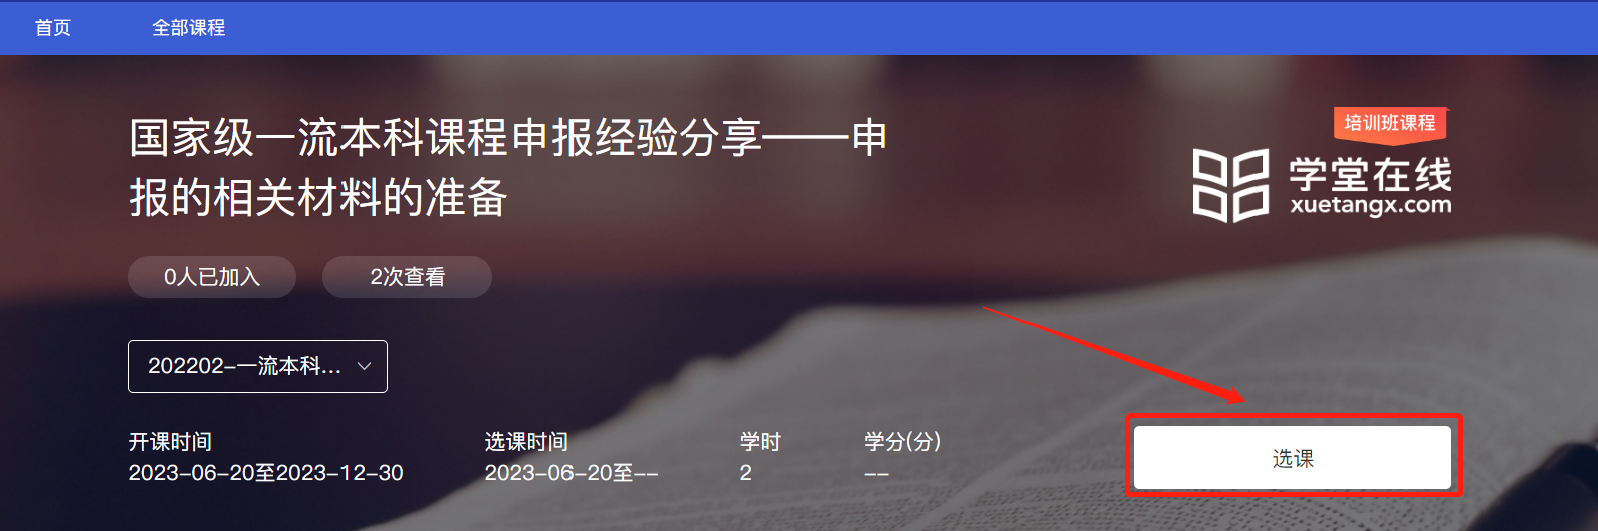 首页
全部课程
国家级一流本科课程申报经验分享——申
报的相关材料的准备
培训班课程
学堂在线
xuetangx.com
0人已加入
2次查看
202202-一流本科...
开课时间
2023-06-20至2023-12-30
选课时间
2023-06-20至--
学时
2
学分(分)
--
选课